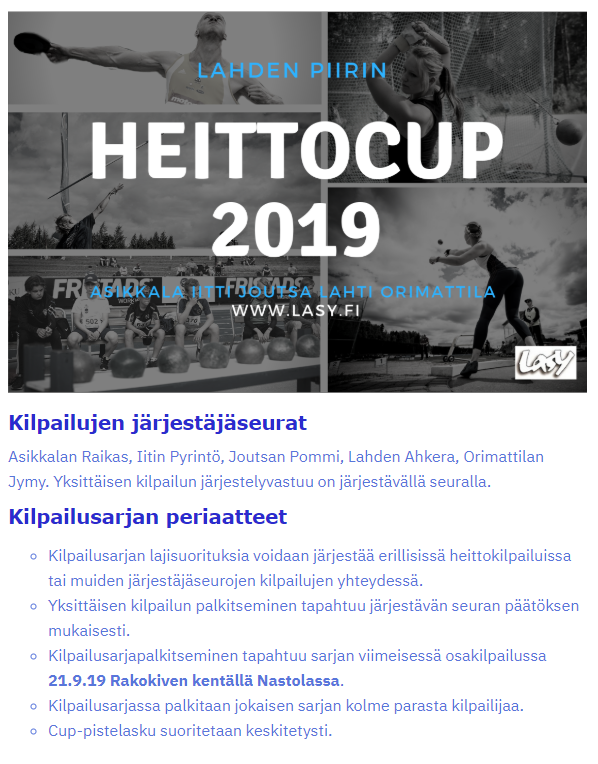 LAHDEN PIIRIN
HEITTOCUP
2019
ASIKKALA IITTI JOUTSA LAHTI ORIMATTILA
WWW.LASY.FI
Lasy
Kilpailujen järjestäjäseurat
Asikkalan Raikas, Iitin Pyrintö, Joutsan Pommi, Lahden Ahkera, Orimattilan
Jymy. Yksittäisen kilpailun järjestelyvastuu on järjestävällä seuralla.
Kilpailusarjan periaatteet
Kilpailusarjan lajisuorituksia voidaan järjestää erillisissä heittokilpailuissa
tai muiden järjestäjäseurojen kilpailujen yhteydessä.
Yksittäisen kilpailun palkitseminen tapahtuu järjestävän seuran päätöksen
mukaisesti.
Kilpailusarjapalkitseminen tapahtuu sarjan viimeisessä osakilpailussa
21.9.19 Rakokiven kentällä Nastolassa.
Kilpailusarjassa palkitaan jokaisen sarjan kolme parasta kilpailijaa.
Cup-pistelasku suoritetaan keskitetysti.